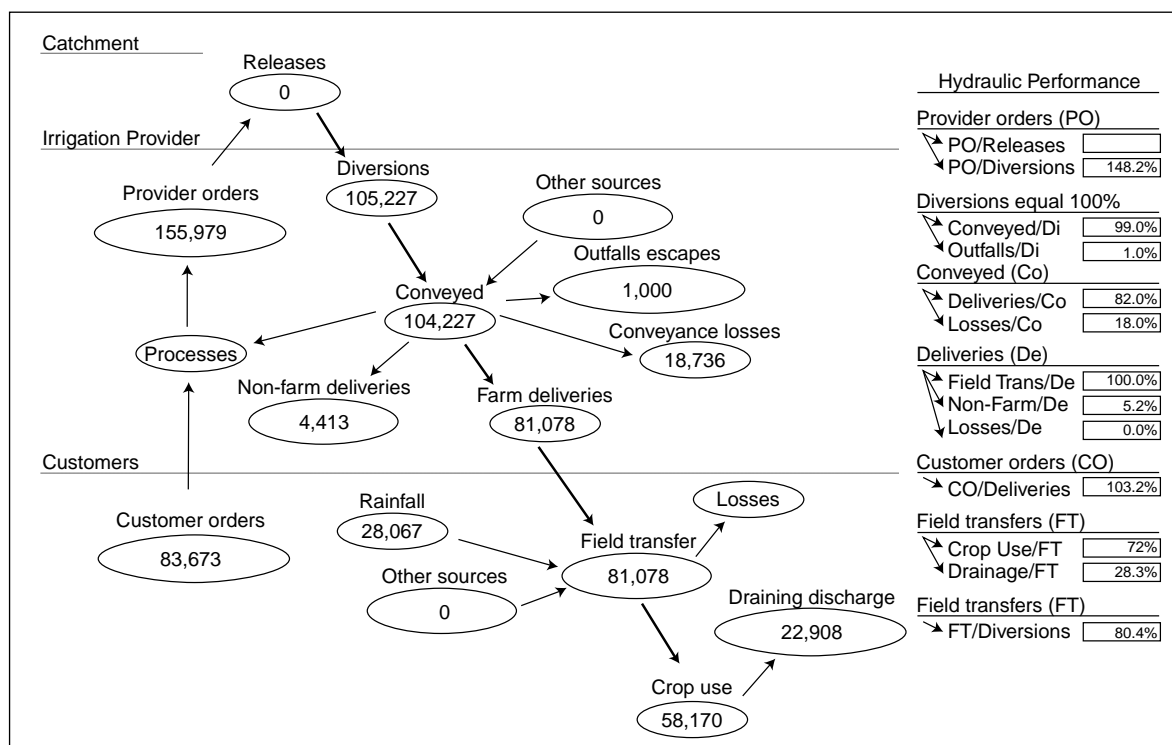 Catchment
Releases
0
Irrigation Provider
Diversions
105,227
Provider orders
155,979
Other sources
0
Outfalls escapes
1,000
Conveyed
104,227
Conveyance losses
18,736
Processes
Non-farm deliveries
4,413
Farm deliveries
81,078
Customers
Customer orders
83,673
Rainfall
28,067
Losses
Field transfer
81,078
Other sources
0
Draining discharge
22,908
Crop use
58,170
Hydraulic Performance
Provider orders (PO)
PO/Releases
PO/Diversions 148.2%
Diversions equal 100%
Conveyed/Di 99.0%
Outfalls/Di 1.0%
Conveyed (Co)
Deliveries/Co 82.0%
Losses/Co 18.0%
Deliveries (De)
Field Trans/De 100.0%
Non-Farm/De 5.2%
Losses/De 0.0%
Customer orders (CO)
CO/Deliveries 103.2%
Field transfers (FT)
Crop Use/FT 72%
Drainage/FT 28.3%
Field transfers (FT)
FT/Diversions 80.4%